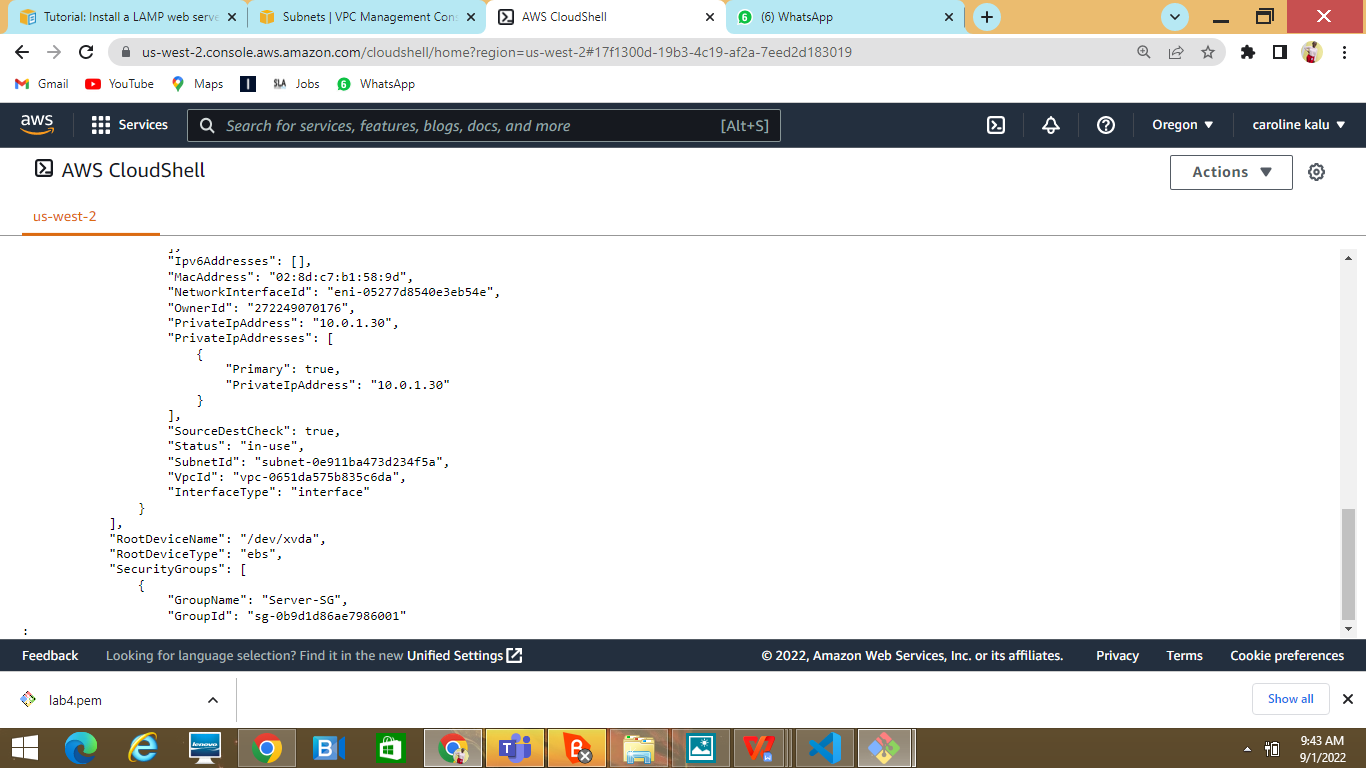 Tutorial: Install a LAMP web serve
Subnets | VPC Management Con
AWS CloudShell
(6) WhatsApp
us-west-2.console.aws.amazon.com/cloudshell/home?region=us-west-2#17f1300d-19b3-4c19-af2a-7eed2d183019
Gmail
YouTube
Maps
I
SLA Jobs
6 WhatsApp
aws
Services
Search for services, features, blogs, docs, and more
[Alt+S]
Oregon
caroline kalu
AWS CloudShell
Actions
us-west-2
],
"Ipv6Addresses": [],
"MacAddress": "02:8d:c7:b1:58:9d",
"NetworkInterfaceId": "eni-05277d8540e3eb54e",
"OwnerId": "272249070176",
"PrivateIpAddress": "10.0.1.30",
"PrivateIpAddresses": [
{
"Primary": true,
"PrivateIpAddress": "10.0.1.30"
}
],
"SourceDestCheck": true,
"Status": "in-use",
"SubnetId": "subnet-0e911ba473d234f5a",
"VpcId": "vpc-0651da575b835c6da",
"InterfaceType": "interface"
}
],
"RootDeviceName": "/dev/xvda",
"RootDeviceType": "ebs",
"SecurityGroups": [
{
"GroupName": "Server-SG",
"GroupId": "sg-0b9d1d86ae7986001"
:
Feedback
Looking for language selection? Find it in the new Unified Settings
© 2022, Amazon Web Services, Inc. or its affiliates.
Privacy
Terms
Cookie preferences
lab4.pem
Show all
lenovo
9:43 AM
9/1/2022